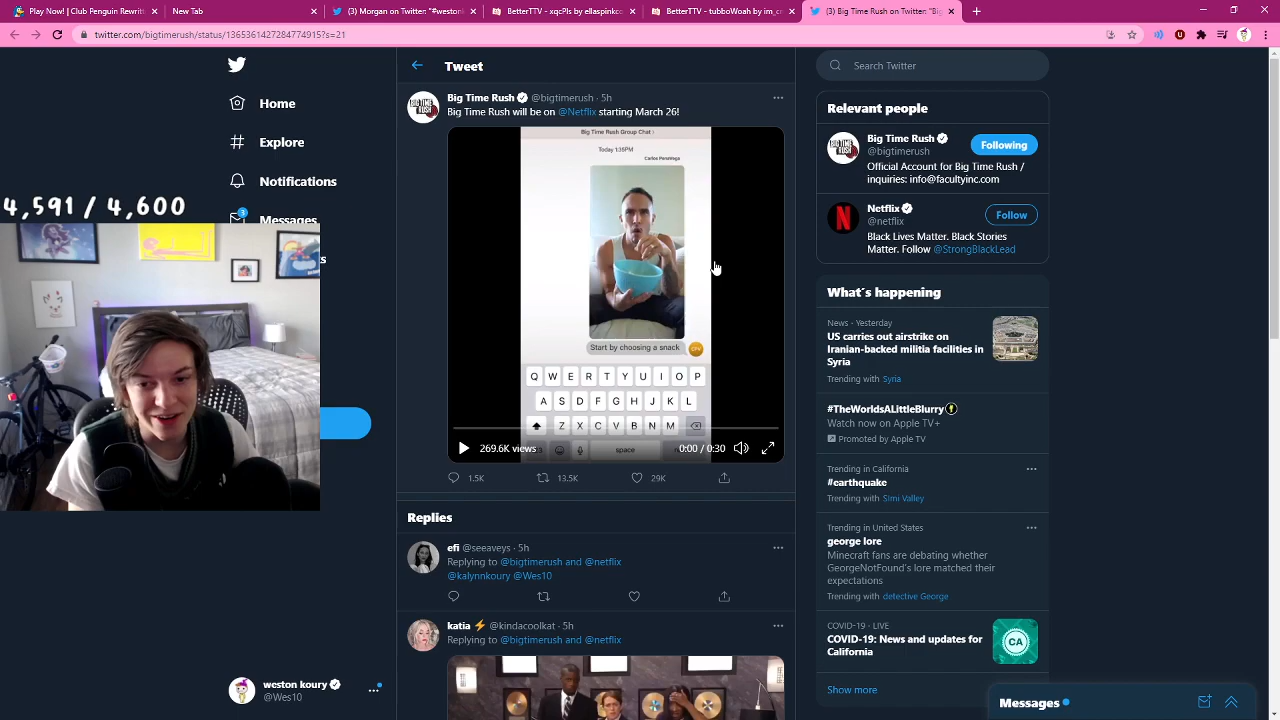 Play Now! Club Penguin Rewrit
New Tab
(3) Morgan on Twitter: "#westonk
BetterTTV - xqcPls by ellaspinkcc
BetterTTV - tubboWoah by im_cr
(3) Big Time Rush on Twitter: "Big
twitter.com/bigtimerush/status/1365361427284774915?s=21
Home
Explore
Notifications
Messages
4,591 / 4,600
weston koury
@Wes10
Tweet
Big Time Rush @bigtimerush · 5h
Big Time Rush will be on @Netflix starting March 26!
Big Time Rush Group Chat ›
Today 1:35PM
Carlos PenaVega
Start by choosing a snack
CPV
Q W E R T Y U I O P
A S D F G H J K L
Z X C V B N M
space
269.6K views
0:00 / 0:30
1.5K
13.5K
29K
Replies
efi @seeaveys · 5h
Replying to @bigtimerush and @netflix
@kalynnkoury @Wes10
katia ⚡ @kindacoolkat · 5h
Replying to @bigtimerush and @netflix
Search Twitter
Relevant people
Big Time Rush
@bigtimerush
Following
Official Account for Big Time Rush /
inquiries: info@facultyinc.com
Netflix
@netflix
Follow
Black Lives Matter. Black Stories
Matter. Follow @StrongBlackLead
What's happening
News · Yesterday
US carries out airstrike on
Iranian-backed militia facilities in
Syria
Trending with Syria
#TheWorldsALittleBlurry
Watch now on Apple TV+
Promoted by Apple TV
Trending in California
#earthquake
Trending with Simi Valley
Trending in United States
george lore
Minecraft fans are debating whether
GeorgeNotFound's lore matched their
expectations
Trending with detective George
COVID-19 · LIVE
COVID-19: News and updates for
California
CA
Show more
Messages